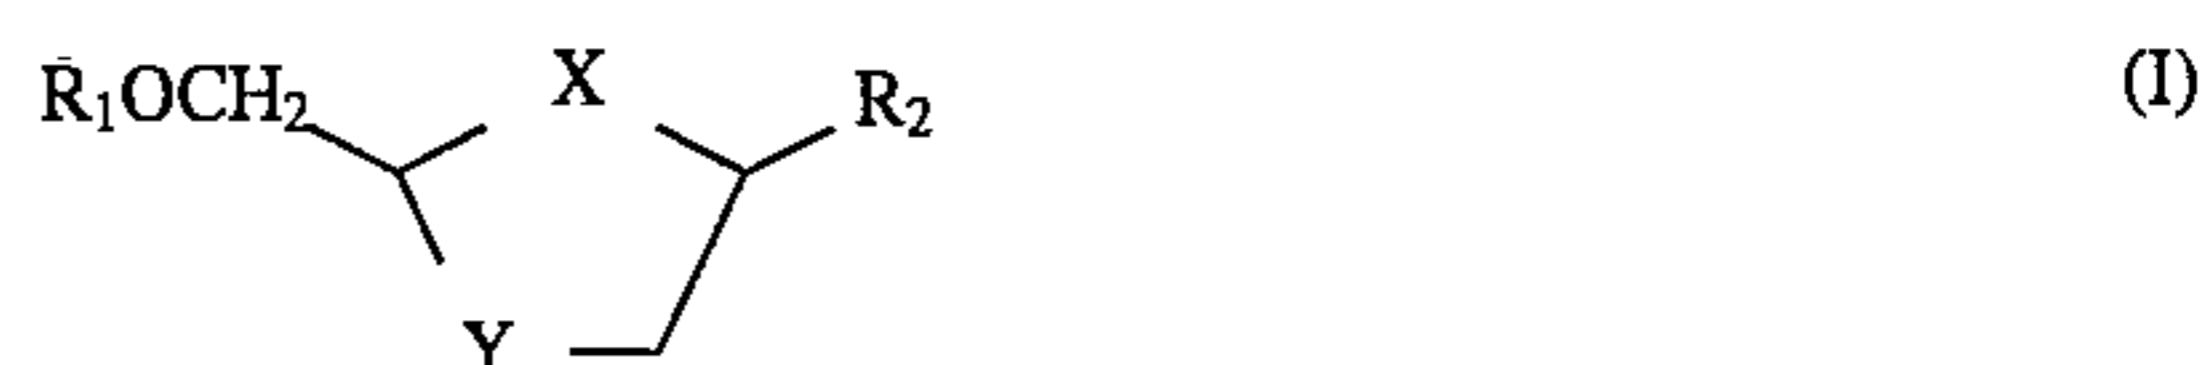 R₁OCH₂ X R₂ (I)
Y